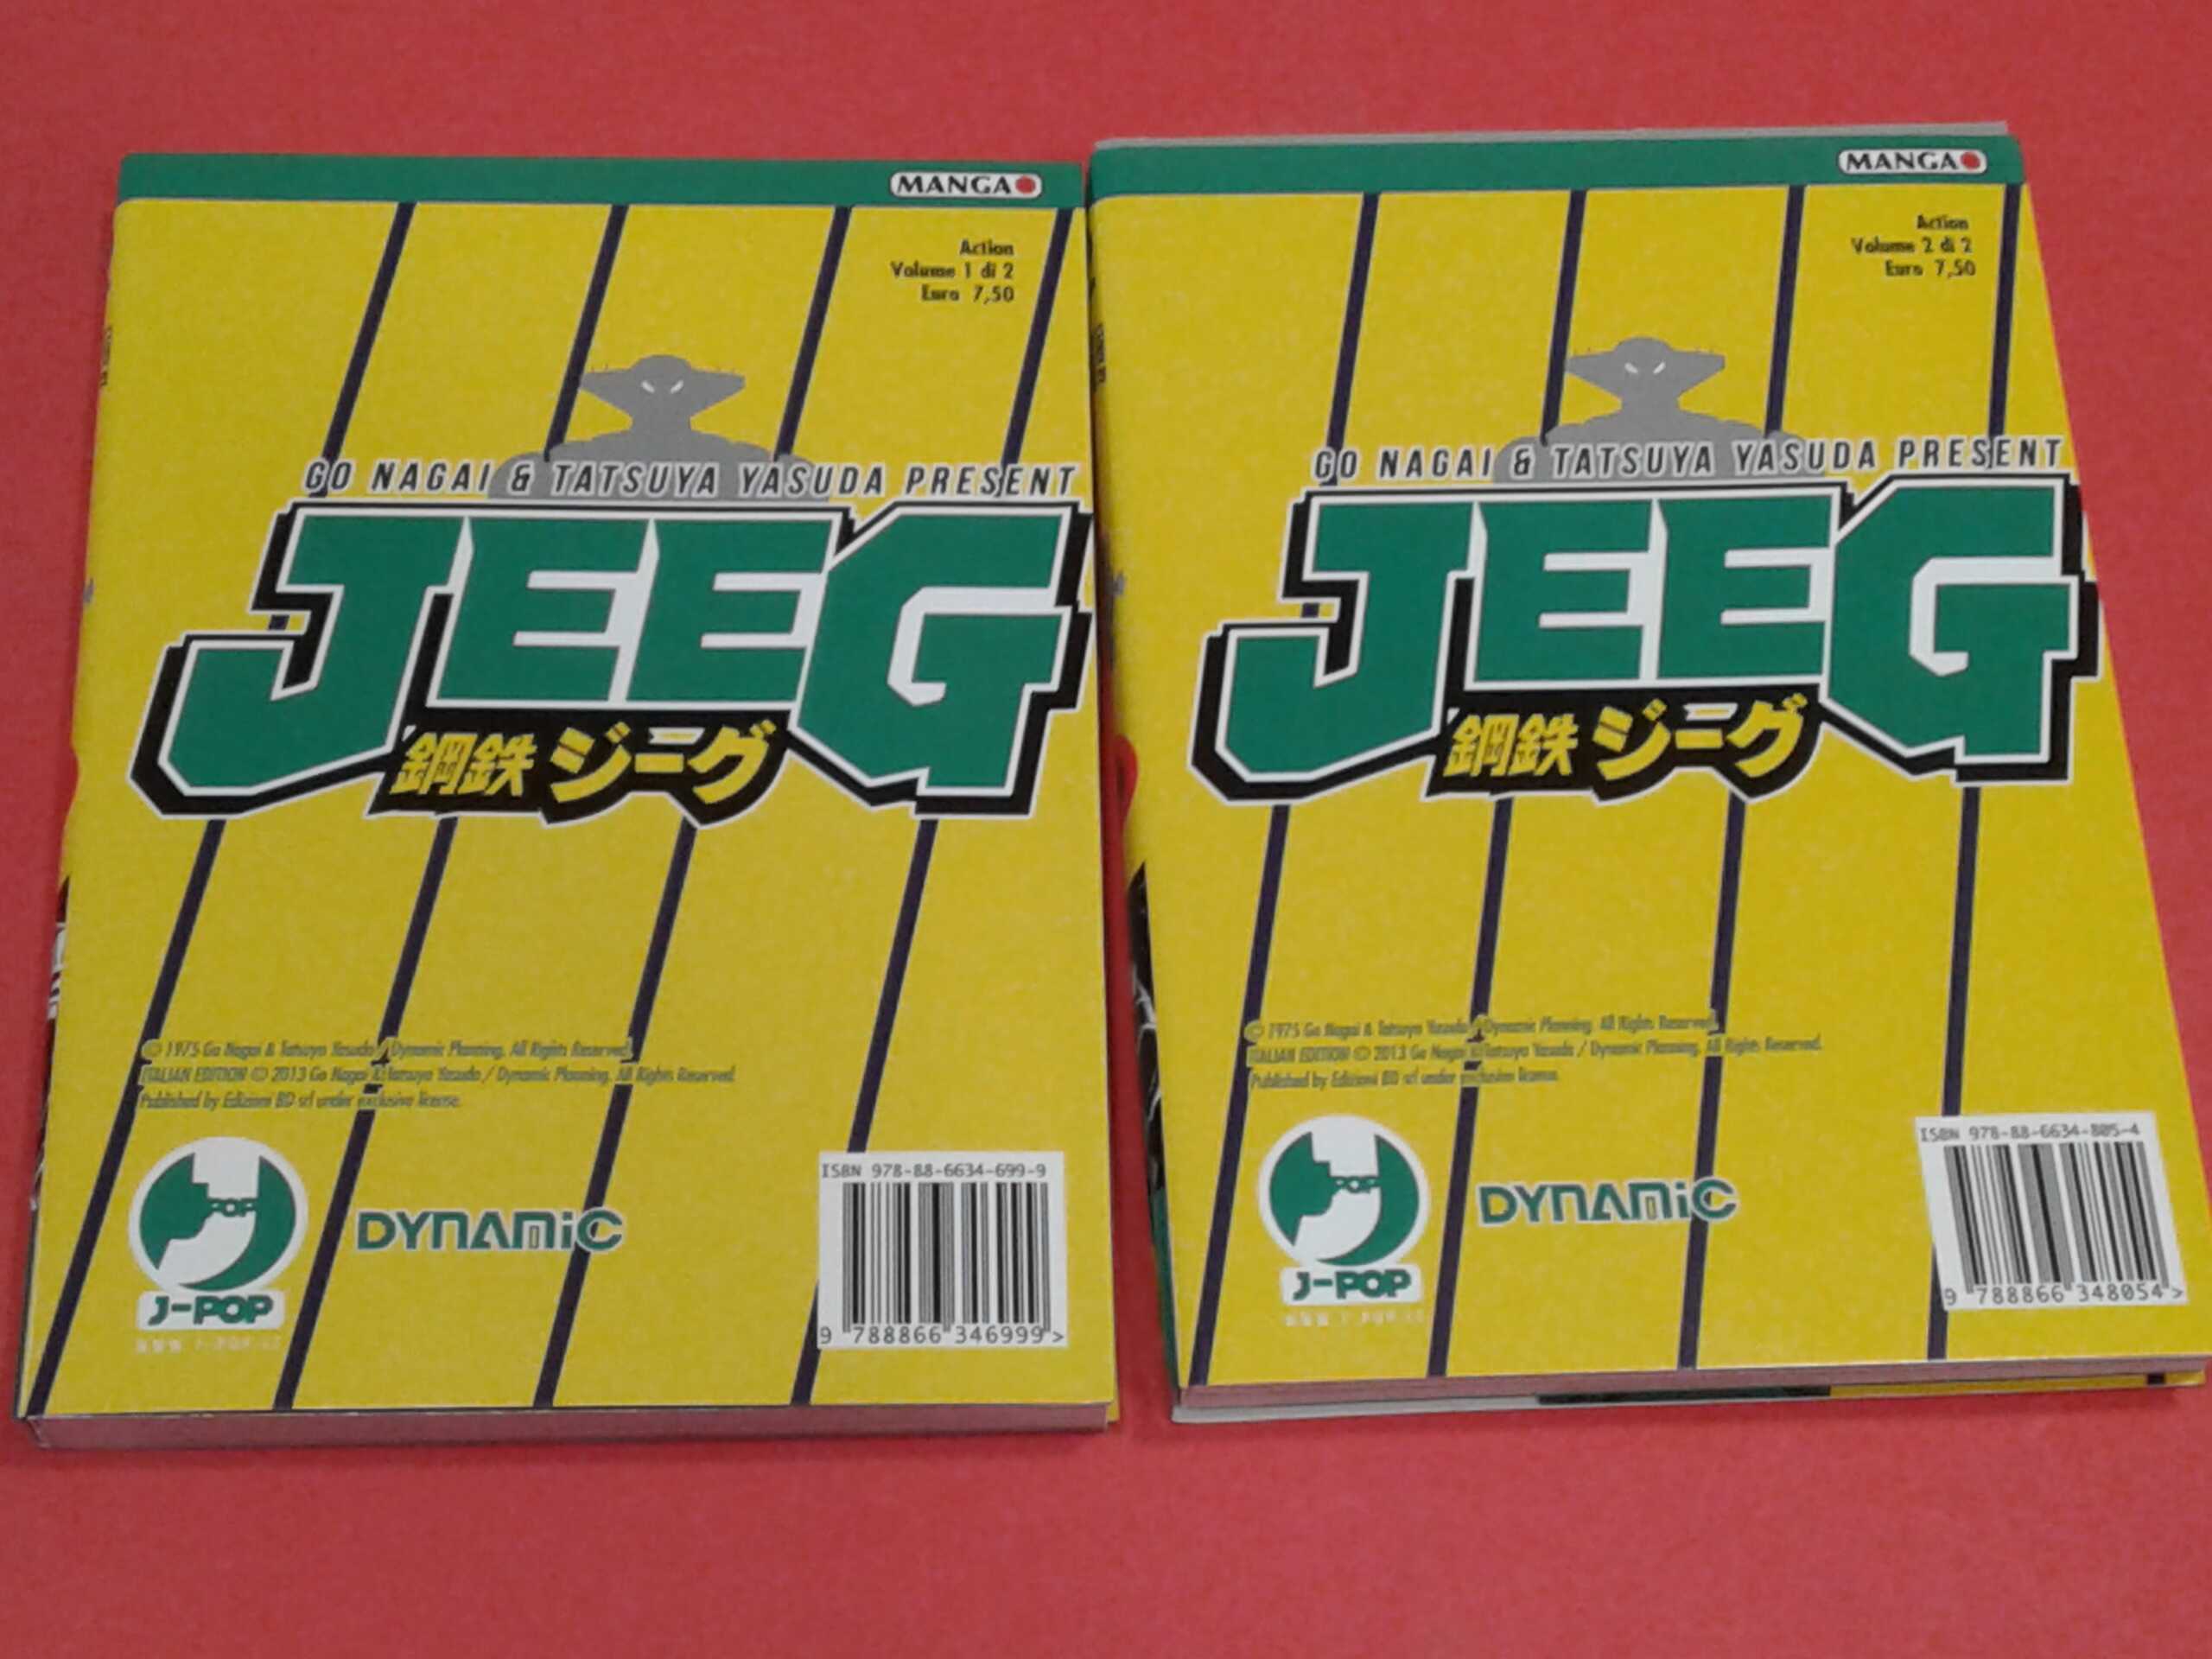 MANGA
Action
Volume 1 di 2
Euro 7,50
GO NAGAI & TATSUYA YASUDA PRESENT
JEEG
鋼鉄ジーグ
© 1975 Go Nagai & Tatsuya Yasuda / Dynamic Planning. All Rights Reserved.
ITALIAN EDITION © 2013 Go Nagai & Tatsuya Yasuda / Dynamic Planning. All Rights Reserved.
Published by Edizioni BD srl under exclusive license.
POP
J-POP
DYNAMIC
ISBN 978-88-6634-699-9
9 788866 346999 >
MANGA
Action
Volume 2 di 2
Euro 7,50
GO NAGAI & TATSUYA YASUDA PRESENT
JEEG
鋼鉄ジーグ
© 1975 Go Nagai & Tatsuya Yasuda / Dynamic Planning. All Rights Reserved.
ITALIAN EDITION © 2013 Go Nagai & Tatsuya Yasuda / Dynamic Planning. All Rights Reserved.
Published by Edizioni BD srl under exclusive license.
POP
J-POP
DYNAMIC
ISBN 978-88-6634-805-4
9 788866 348054 >